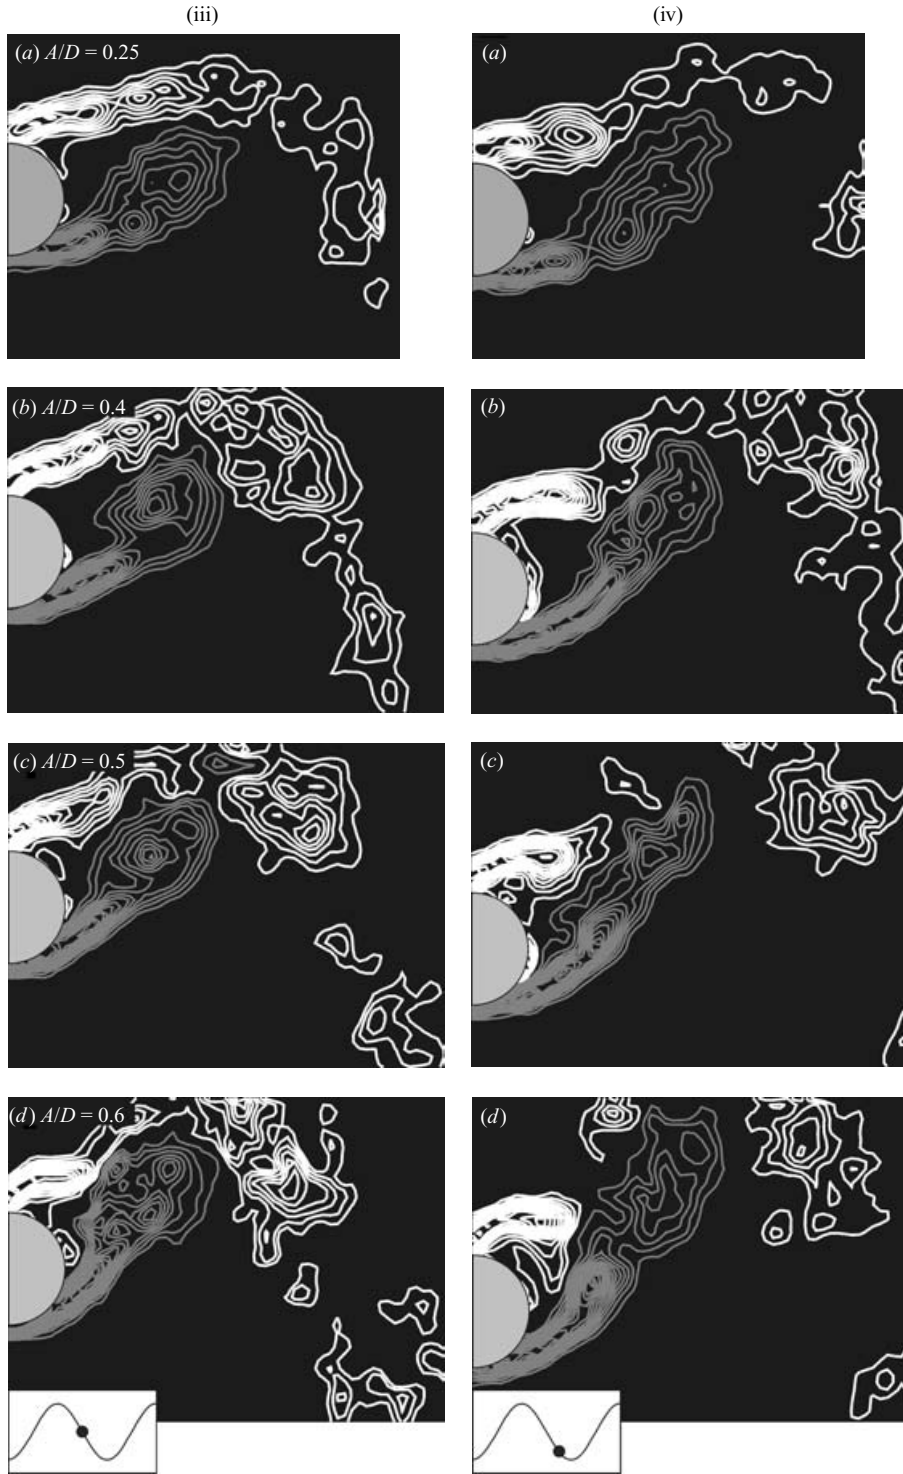 (iii) (iv)
(a) A/D = 0.25 (a)
(b) A/D = 0.4 (b)
(c) A/D = 0.5 (c)
(d) A/D = 0.6 (d)